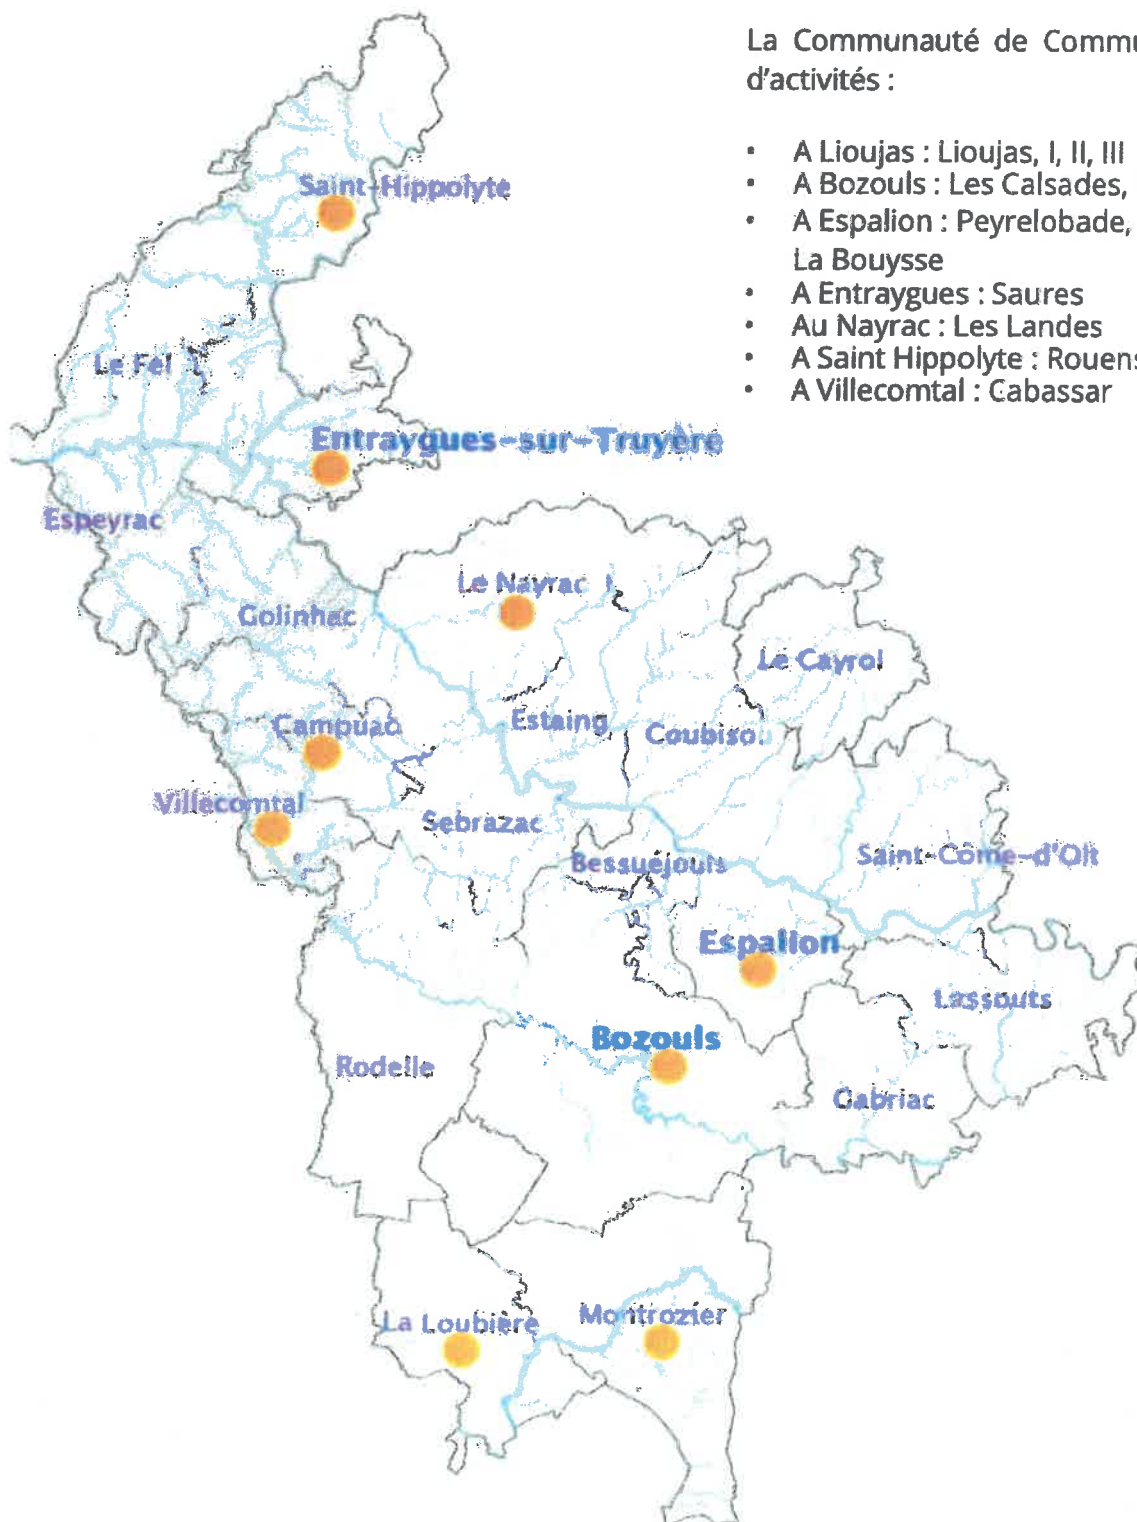 La Communauté de Commu
d'activités :
• A Lioujas : Lioujas, I, II, III
• A Bozouls : Les Calsades,
• A Espalion : Peyrelobade,
La Bouysse
• A Entraygues : Saures
• Au Nayrac : Les Landes
• A Saint Hippolyte : Rouens
• A Villecomtal : Cabassar
Saint-Hippolyte
Le Fel
Entraygues-sur-Truyère
Espeyrac
Le Nayrac
Golinhac
Le Cayrol
Campuac
Estaing
Coubisou
Villecomtal
Sebrazac
Bessuéjouls
Saint-Côme-d'Olt
Espalion
Lassouts
Bozouls
Rodelle
Gabriac
La Loubière
Montrozier